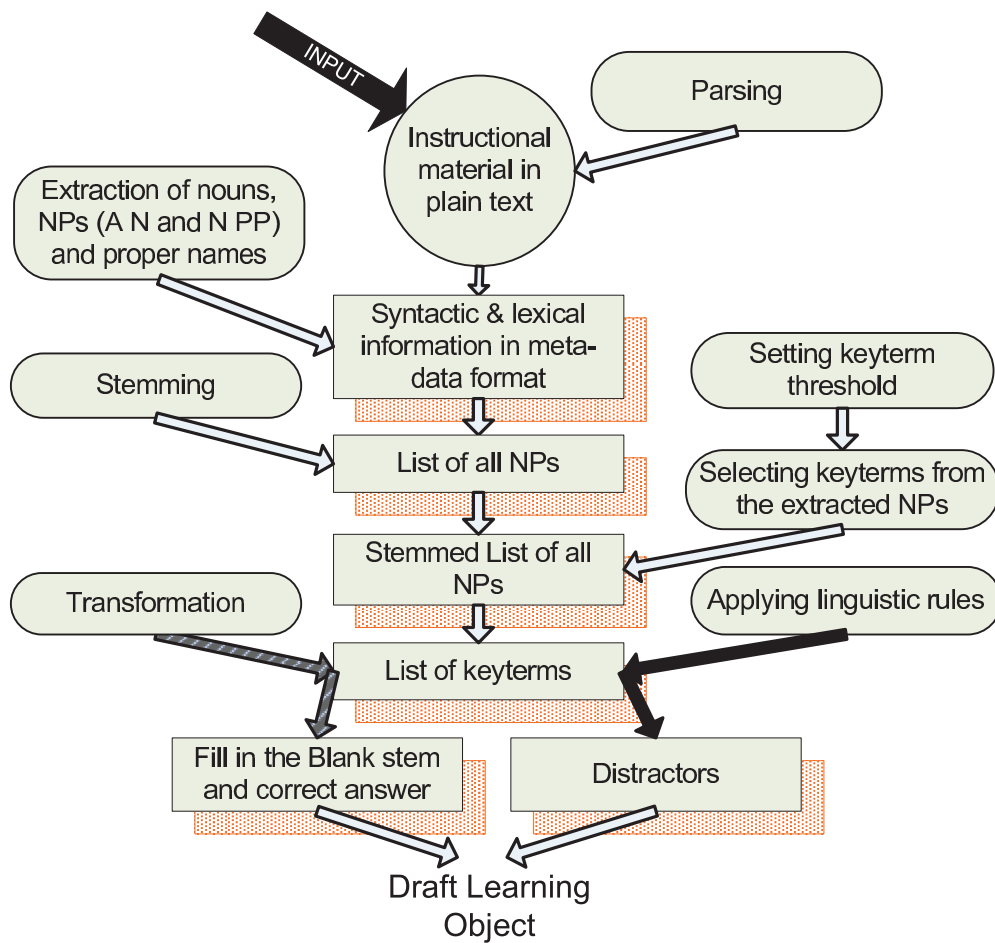 INPUT
Parsing
Instructional
material in
plain text
Extraction of nouns,
NPs (A N and N PP)
and proper names
Syntactic & lexical
information in meta-
data format
Setting keyterm
threshold
Stemming
List of all NPs
Selecting keyterms from
the extracted NPs
Stemmed List of all
NPs
Transformation
Applying linguistic rules
List of keyterms
Fill in the Blank stem
and correct answer
Distractors
Draft Learning
Object